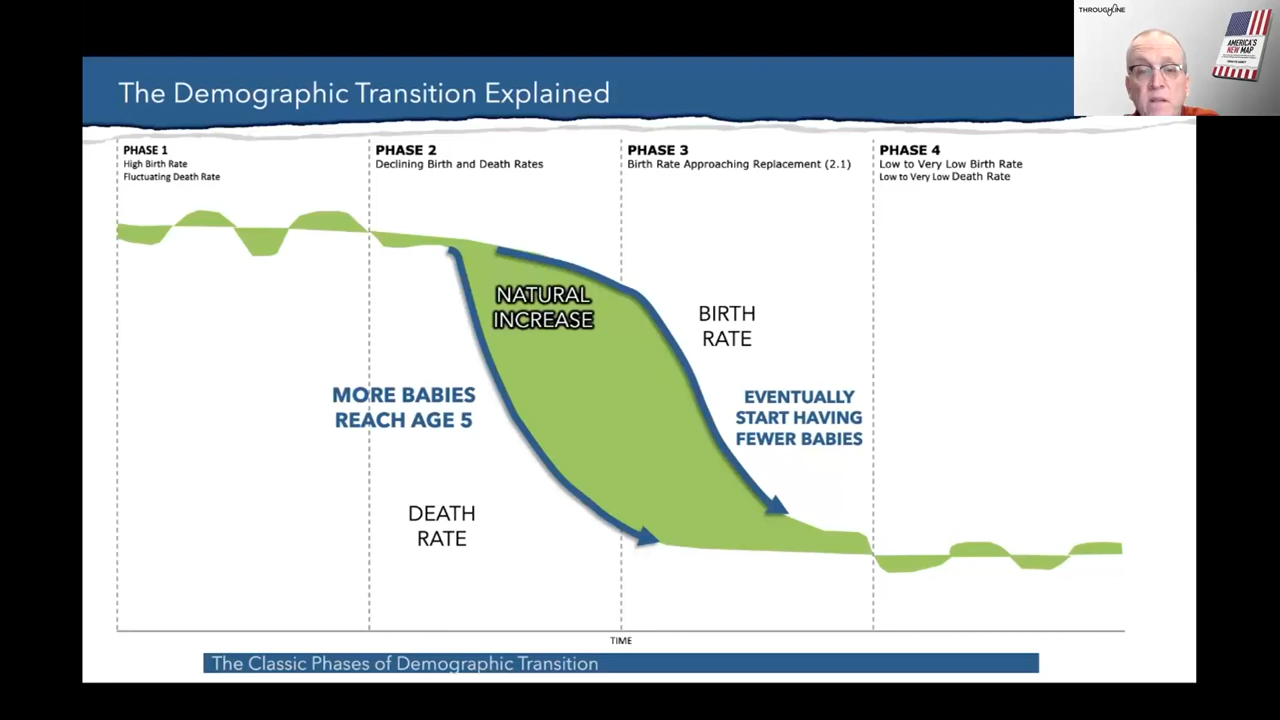 THROUGHLINE
AMERICA'S
NEW MAP
The Demographic Transition Explained
PHASE 1
High Birth Rate
Fluctuating Death Rate
PHASE 2
Declining Birth and Death Rates
PHASE 3
Birth Rate Approaching Replacement (2.1)
PHASE 4
Low to Very Low Birth Rate
Low to Very Low Death Rate
NATURAL
INCREASE
BIRTH
RATE
MORE BABIES
REACH AGE 5
EVENTUALLY
START HAVING
FEWER BABIES
DEATH
RATE
TIME
The Classic Phases of Demographic Transition